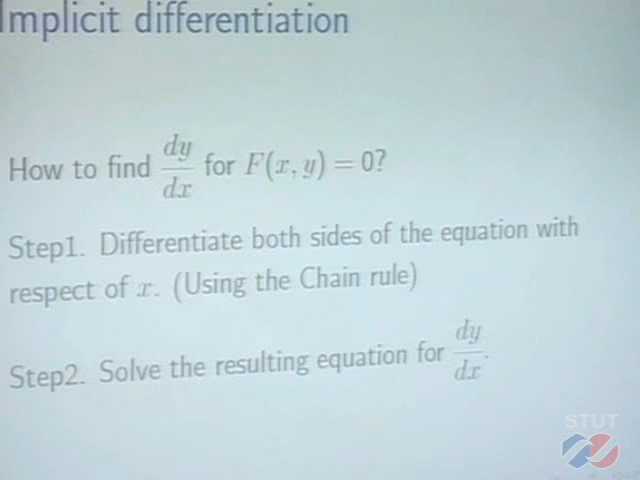 Implicit differentiation
How to find dy/dx for F(x, y) = 0?
Step1. Differentiate both sides of the equation with
respect of x. (Using the Chain rule)
Step2. Solve the resulting equation for dy/dx.
STUT